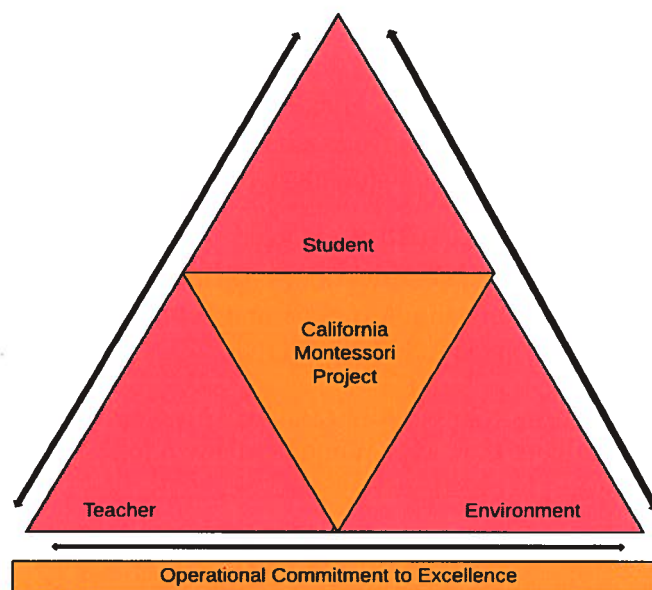 Student
California
Montessori
Project
Teacher
Environment
Operational Commitment to Excellence